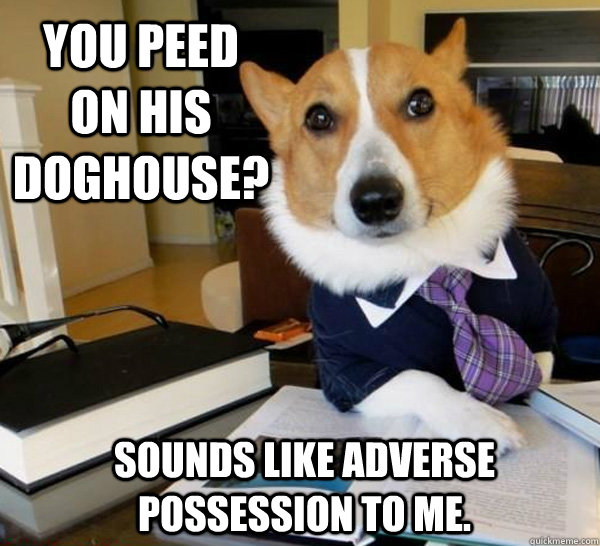 YOU PEED
ON HIS
DOGHOUSE?
SOUNDS LIKE ADVERSE
POSSESSION TO ME.
quickmeme.com